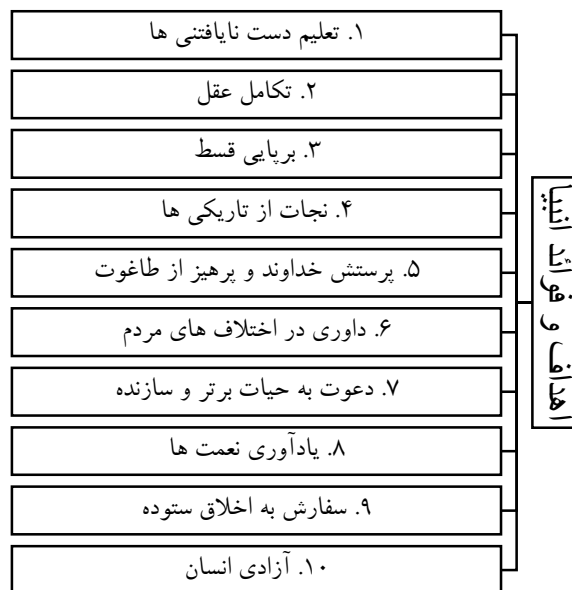 اهداف و فوائد انبیا
۱. تعلیم دست نایافتنی ها
۲. تکامل عقل
۳. برپایی قسط
۴. نجات از تاریکی ها
۵. پرستش خداوند و پرهیز از طاغوت
۶. داوری در اختلاف های مردم
۷. دعوت به حیات برتر و سازنده
۸. یادآوری نعمت ها
۹. سفارش به اخلاق ستوده
۱۰. آزادی انسان